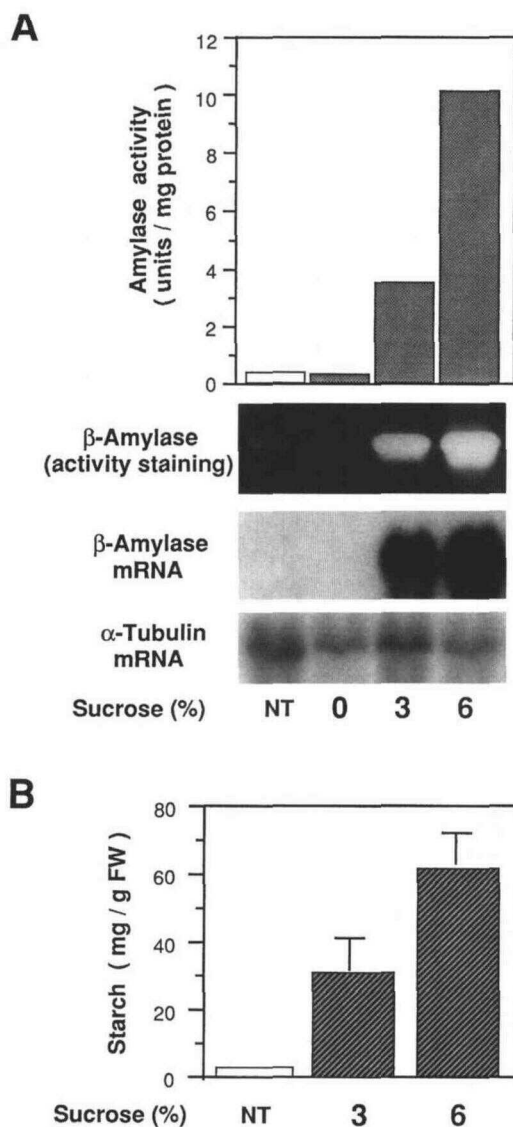 A
Amylase activity
( units / mg protein )
12
10
8
6
4
2
0
β-Amylase
(activity staining)
β-Amylase
mRNA
α-Tubulin
mRNA
Sucrose (%) NT 0 3 6
B
Starch ( mg / g FW )
80
60
40
20
0
Sucrose (%) NT 3 6